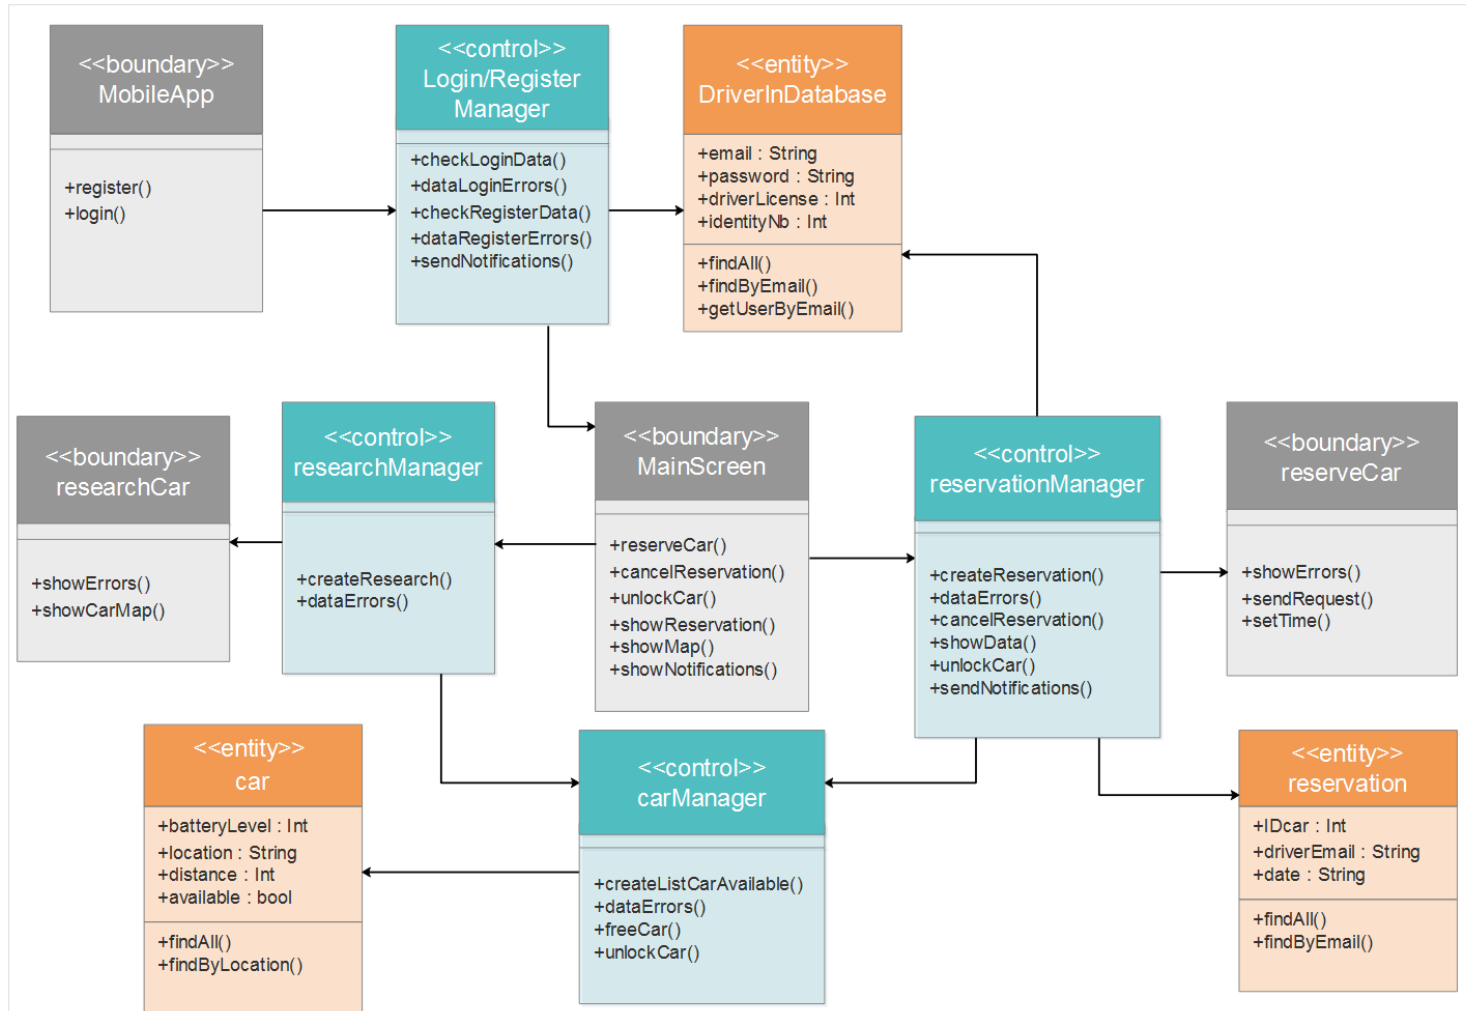 <<boundary>>
MobileApp
+register()
+login()
<<control>>
Login/Register
Manager
+checkLoginData()
+dataLoginErrors()
+checkRegisterData()
+dataRegisterErrors()
+sendNotifications()
<<entity>>
DriverInDatabase
+email : String
+password : String
+driverLicense : Int
+identityNb : Int
+findAll()
+findByEmail()
+getUserByEmail()
<<boundary>>
researchCar
+showErrors()
+showCarMap()
<<control>>
researchManager
+createResearch()
+dataErrors()
<<boundary>>
MainScreen
+reserveCar()
+cancelReservation()
+unlockCar()
+showReservation()
+showMap()
+showNotifications()
<<control>>
reservationManager
+createReservation()
+dataErrors()
+cancelReservation()
+showData()
+unlockCar()
+sendNotifications()
<<boundary>>
reserveCar
+showErrors()
+sendRequest()
+setTime()
<<entity>>
car
+batteryLevel : Int
+location : String
+distance : Int
+available : bool
+findAll()
+findByLocation()
<<control>>
carManager
+createListCarAvailable()
+dataErrors()
+freeCar()
+unlockCar()
<<entity>>
reservation
+IDcar : Int
+driverEmail : String
+date : String
+findAll()
+findByEmail()